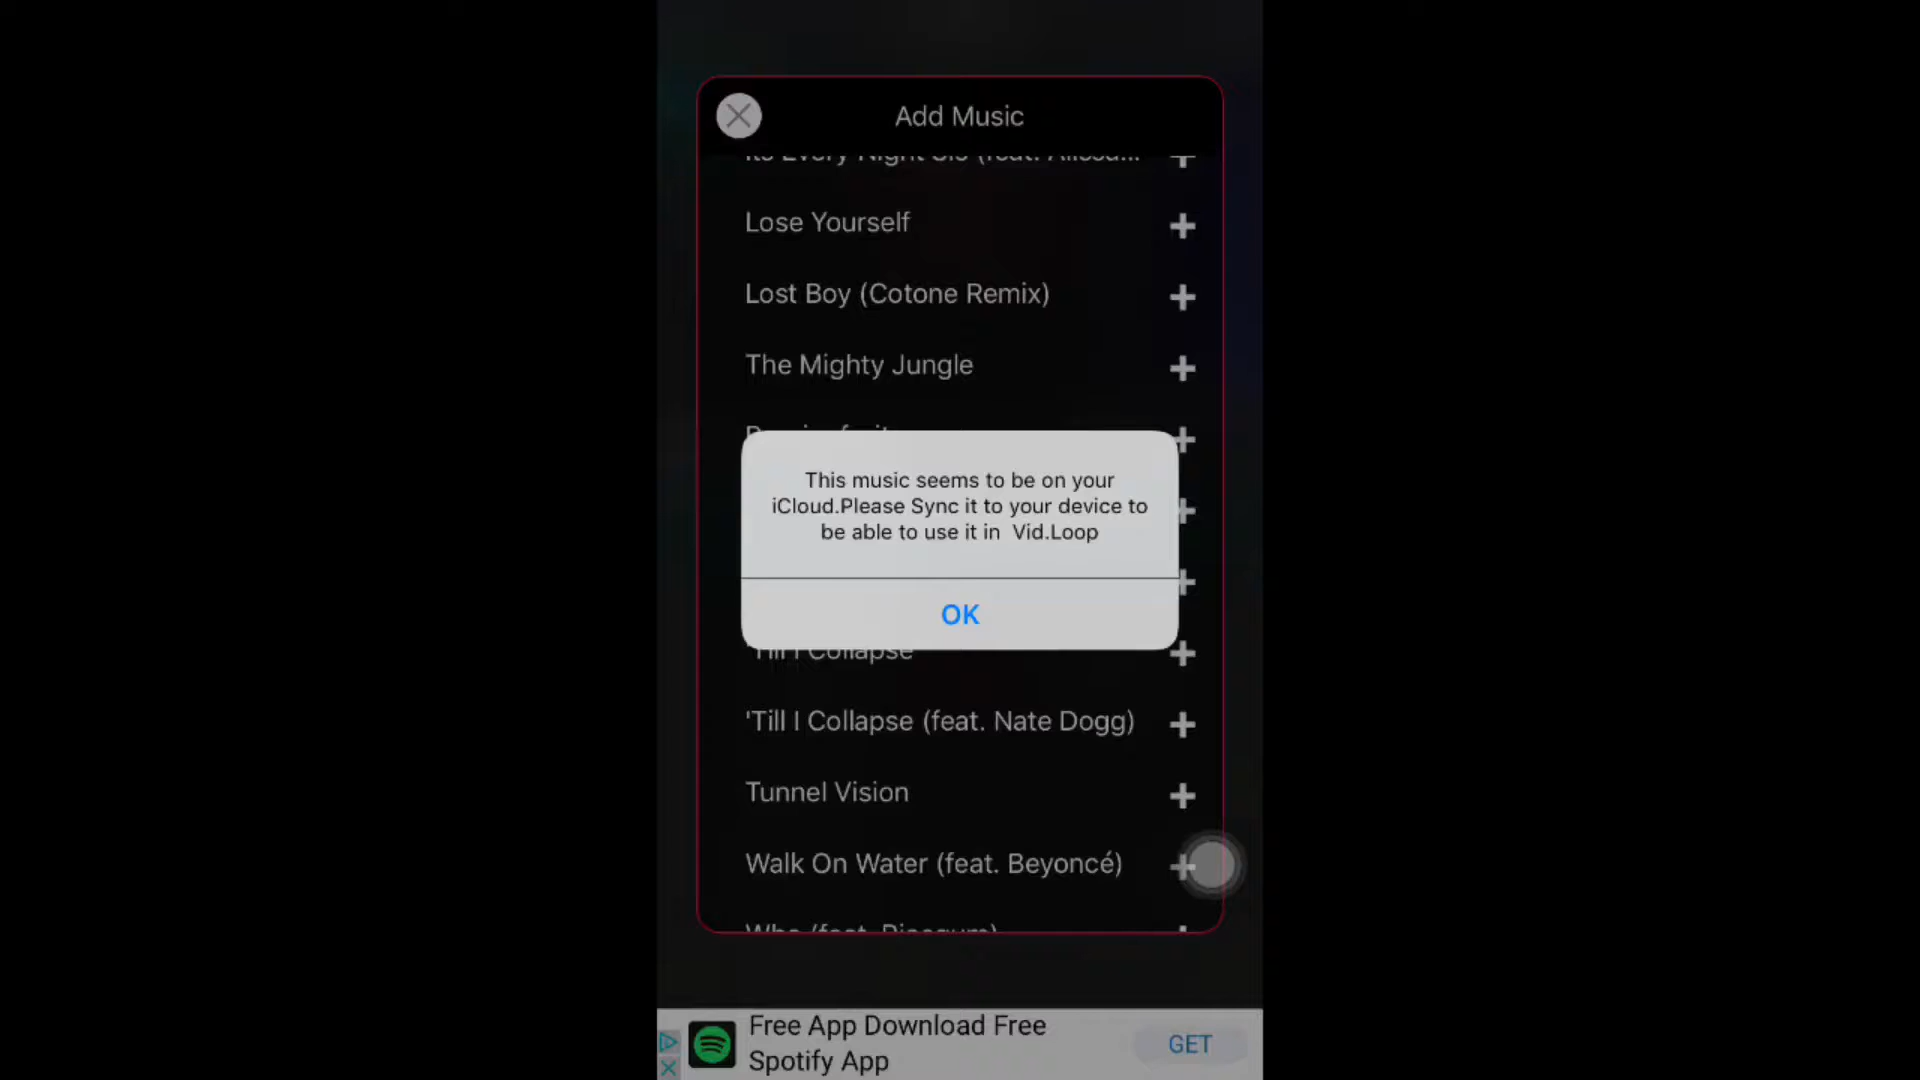 Add Music
Lose Yourself
Lost Boy (Cotone Remix)
The Mighty Jungle
This music seems to be on your
iCloud.Please Sync it to your device to
be able to use it in Vid.Loop
OK
'Till I Collapse
'Till I Collapse (feat. Nate Dogg)
Tunnel Vision
Walk On Water (feat. Beyoncé)
Free App Download Free
Spotify App
GET